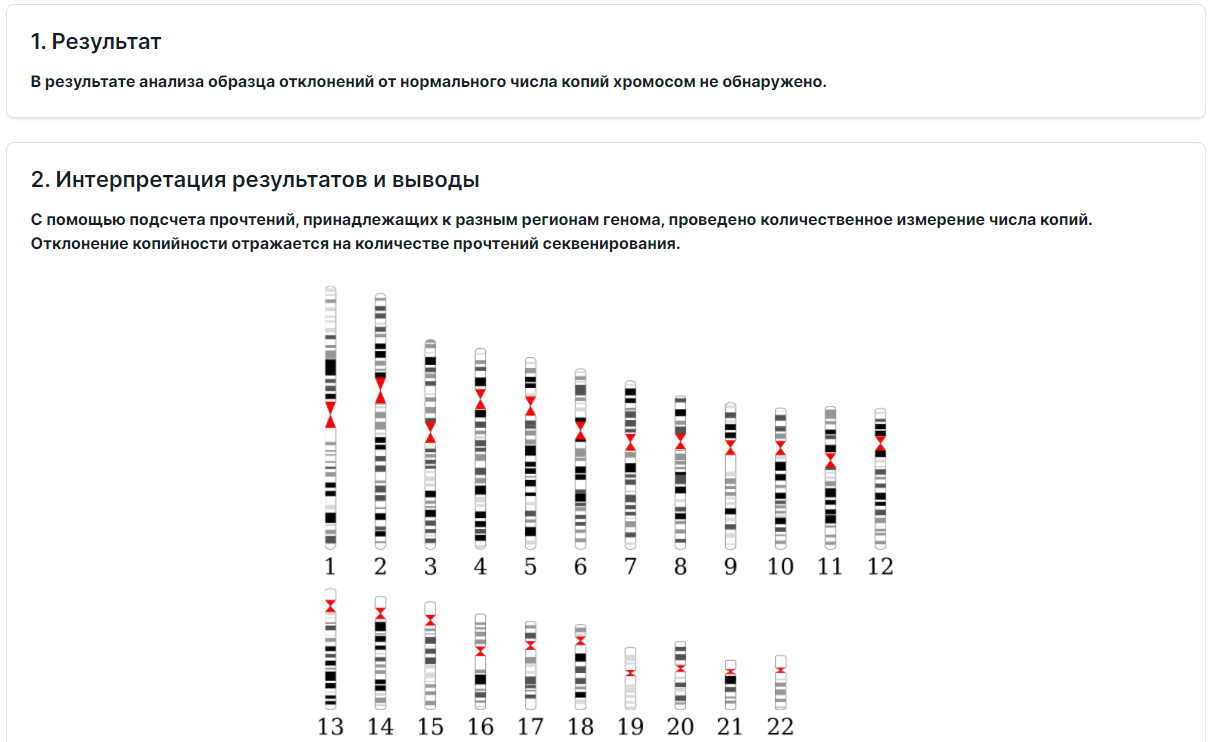 1. Результат
В результате анализа образца отклонений от нормального числа копий хромосом не обнаружено.
2. Интерпретация результатов и выводы
С помощью подсчета прочтений, принадлежащих к разным регионам генома, проведено количественное измерение числа копий.
Отклонение копийности отражается на количестве прочтений секвенирования.
1 2 3 4 5 6 7 8 9 10 11 12
13 14 15 16 17 18 19 20 21 22